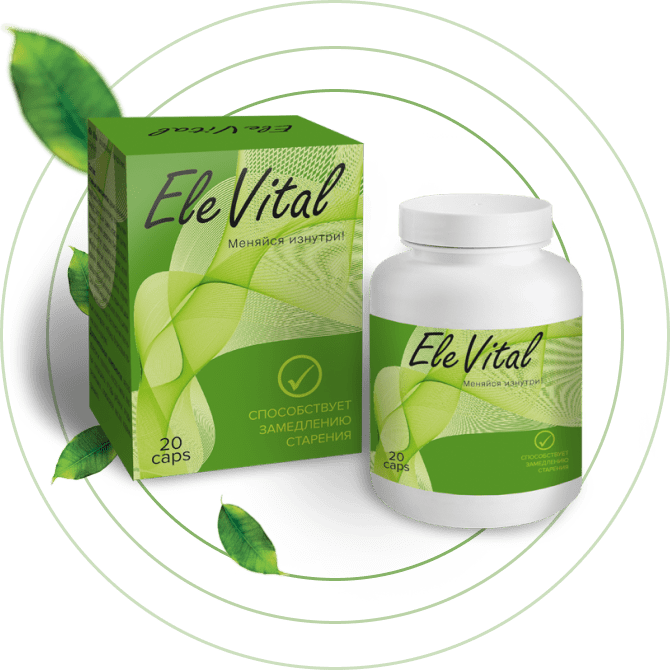 Ele Vital
Ele Vital
Меняйся изнутри!
СПОСОБСТВУЕТ
ЗАМЕДЛЕНИЮ
СТАРЕНИЯ
20
caps
Ele Vital
Меняйся изнутри!
СПОСОБСТВУЕТ
ЗАМЕДЛЕНИЮ
СТАРЕНИЯ
20
caps